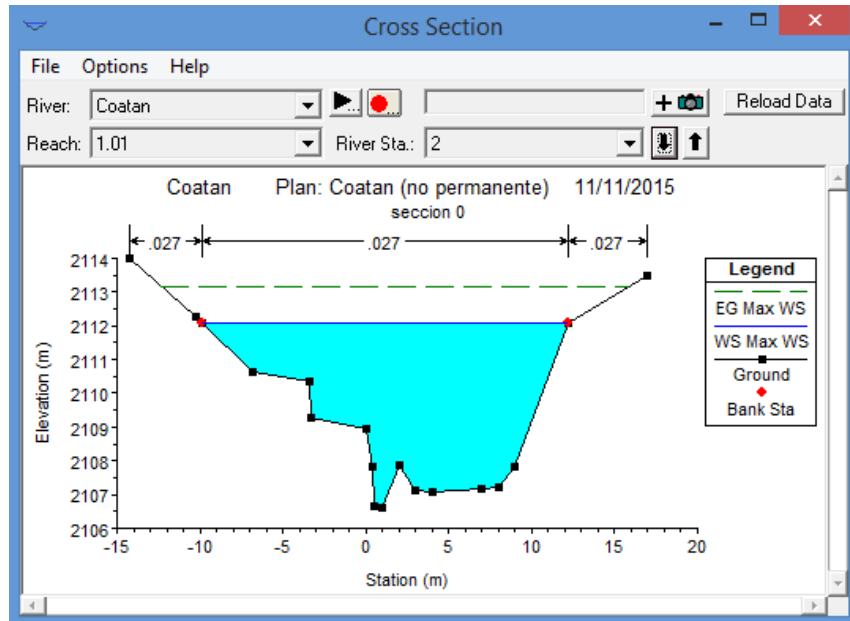 Cross Section
File Options Help
River: Coatan
Reload Data
Reach: 1.01 River Sta.: 2
Coatan Plan: Coatan (no permanente) 11/11/2015
seccion 0
.027 .027 .027
2114
2113
2112
2111
2110
2109
2108
2107
2106
Elevation (m)
-15 -10 -5 0 5 10 15 20
Station (m)
Legend
EG Max WS
WS Max WS
Ground
Bank Sta